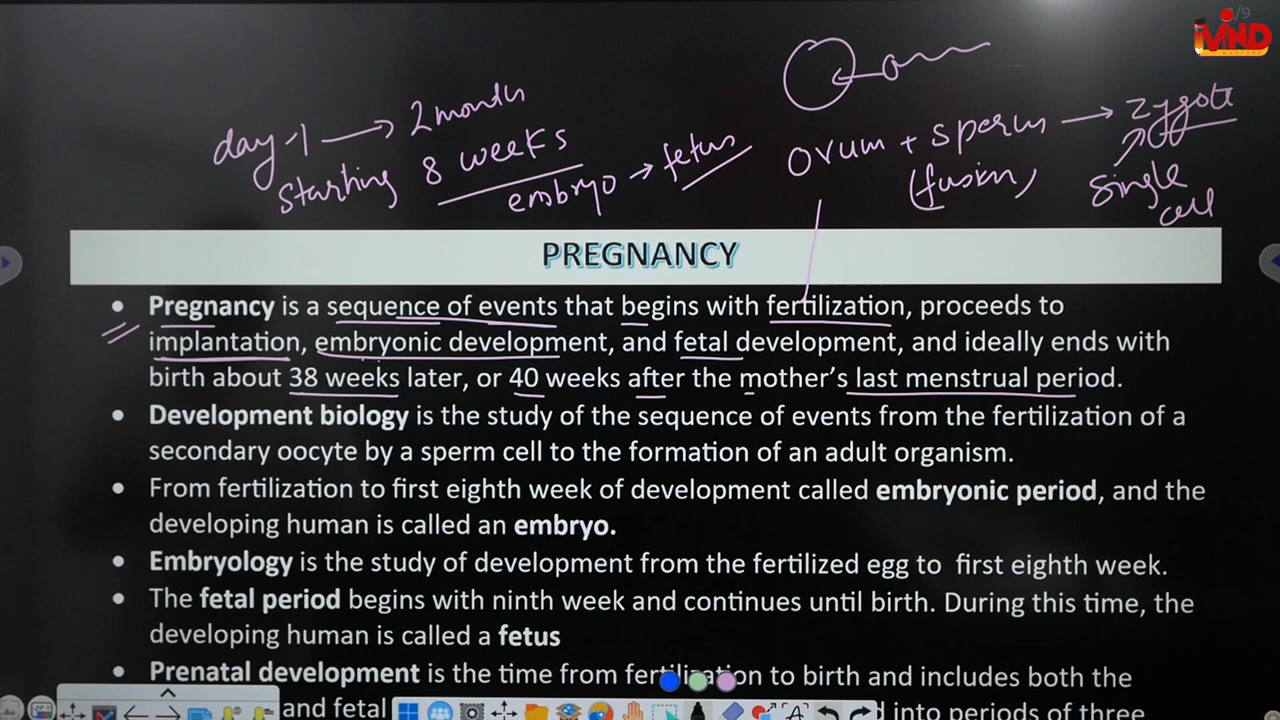 /9
MIND
day-1 → 2 month
starting 8 weeks
embryo → fetus
ovum + sperm → zygote
(fusion)
single
cell
PREGNANCY
• Pregnancy is a sequence of events that begins with fertilization, proceeds to
implantation, embryonic development, and fetal development, and ideally ends with
birth about 38 weeks later, or 40 weeks after the mother's last menstrual period.
• Development biology is the study of the sequence of events from the fertilization of a
secondary oocyte by a sperm cell to the formation of an adult organism.
• From fertilization to first eighth week of development called embryonic period, and the
developing human is called an embryo.
• Embryology is the study of development from the fertilized egg to first eighth week.
• The fetal period begins with ninth week and continues until birth. During this time, the
developing human is called a fetus
• Prenatal development is the time from fertilization to birth and includes both the
and fetal into periods of three